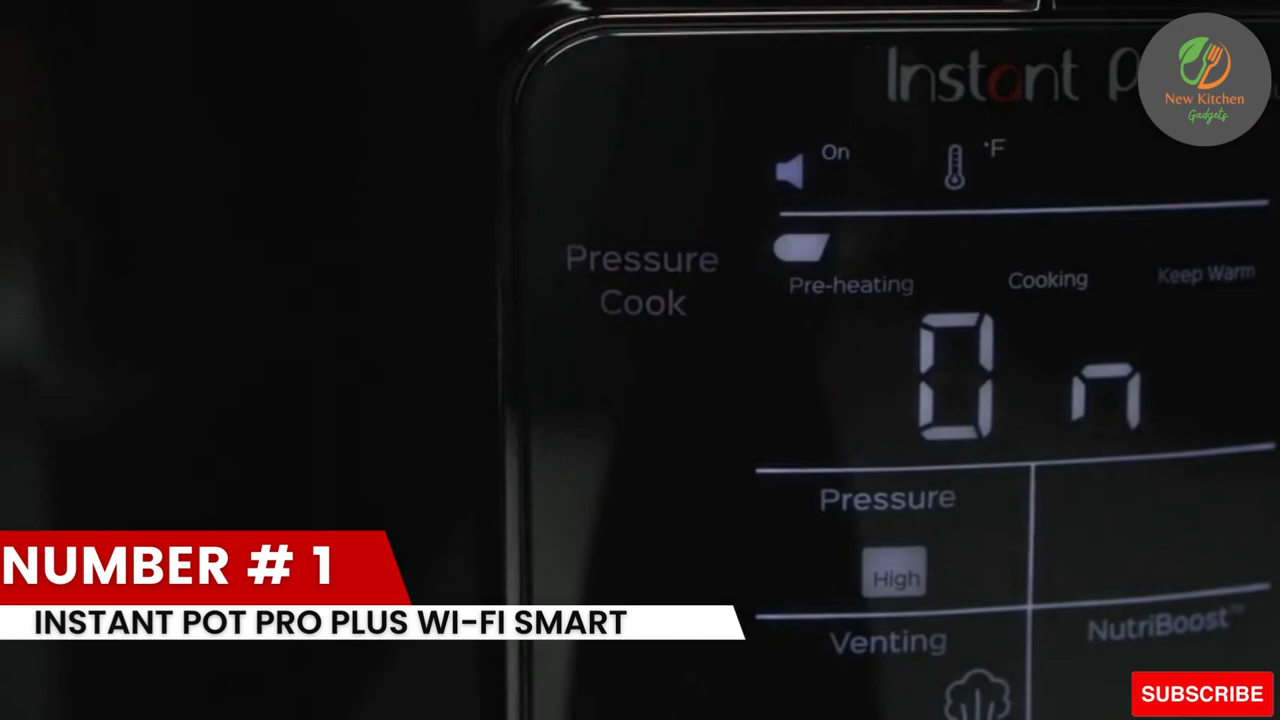 Instant P
New Kitchen
Gadgets
On
°F
Pressure
Cook
Pre-heating
Cooking
Keep Warm
On
Pressure
High
Venting
NutriBoost™
NUMBER # 1
INSTANT POT PRO PLUS WI-FI SMART
SUBSCRIBE